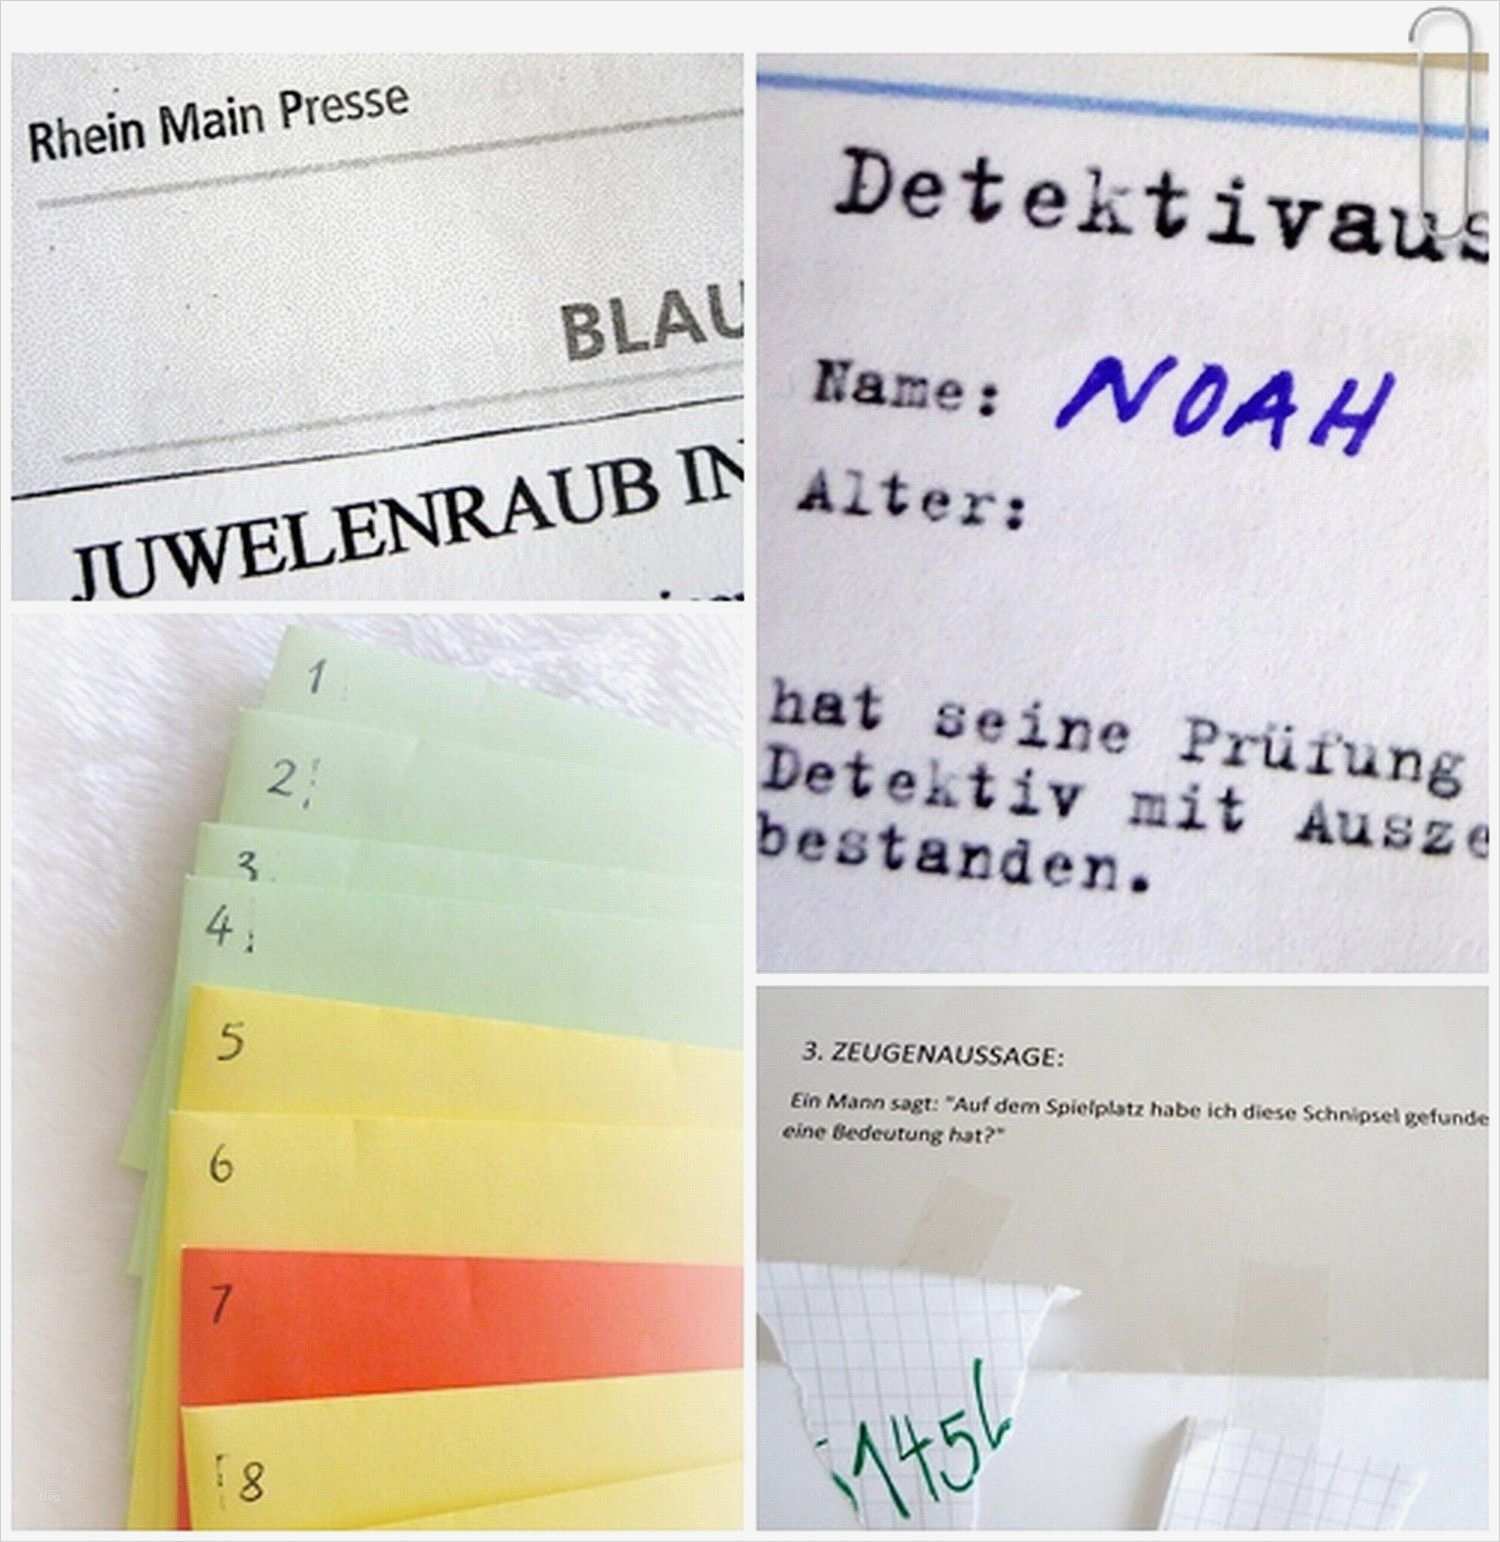 Rhein Main Presse
BLAU
JUWELENRAUB IN
Detektivaus
Name: NOAH
Alter:
hat seine Prüfung
Detektiv mit Ausze
bestanden.
1
2
3
4
5
6
7
8
3. ZEUGENAUSSAGE:
Ein Mann sagt: "Auf dem Spielplatz habe ich diese Schnipsel gefunde
eine Bedeutung hat?"